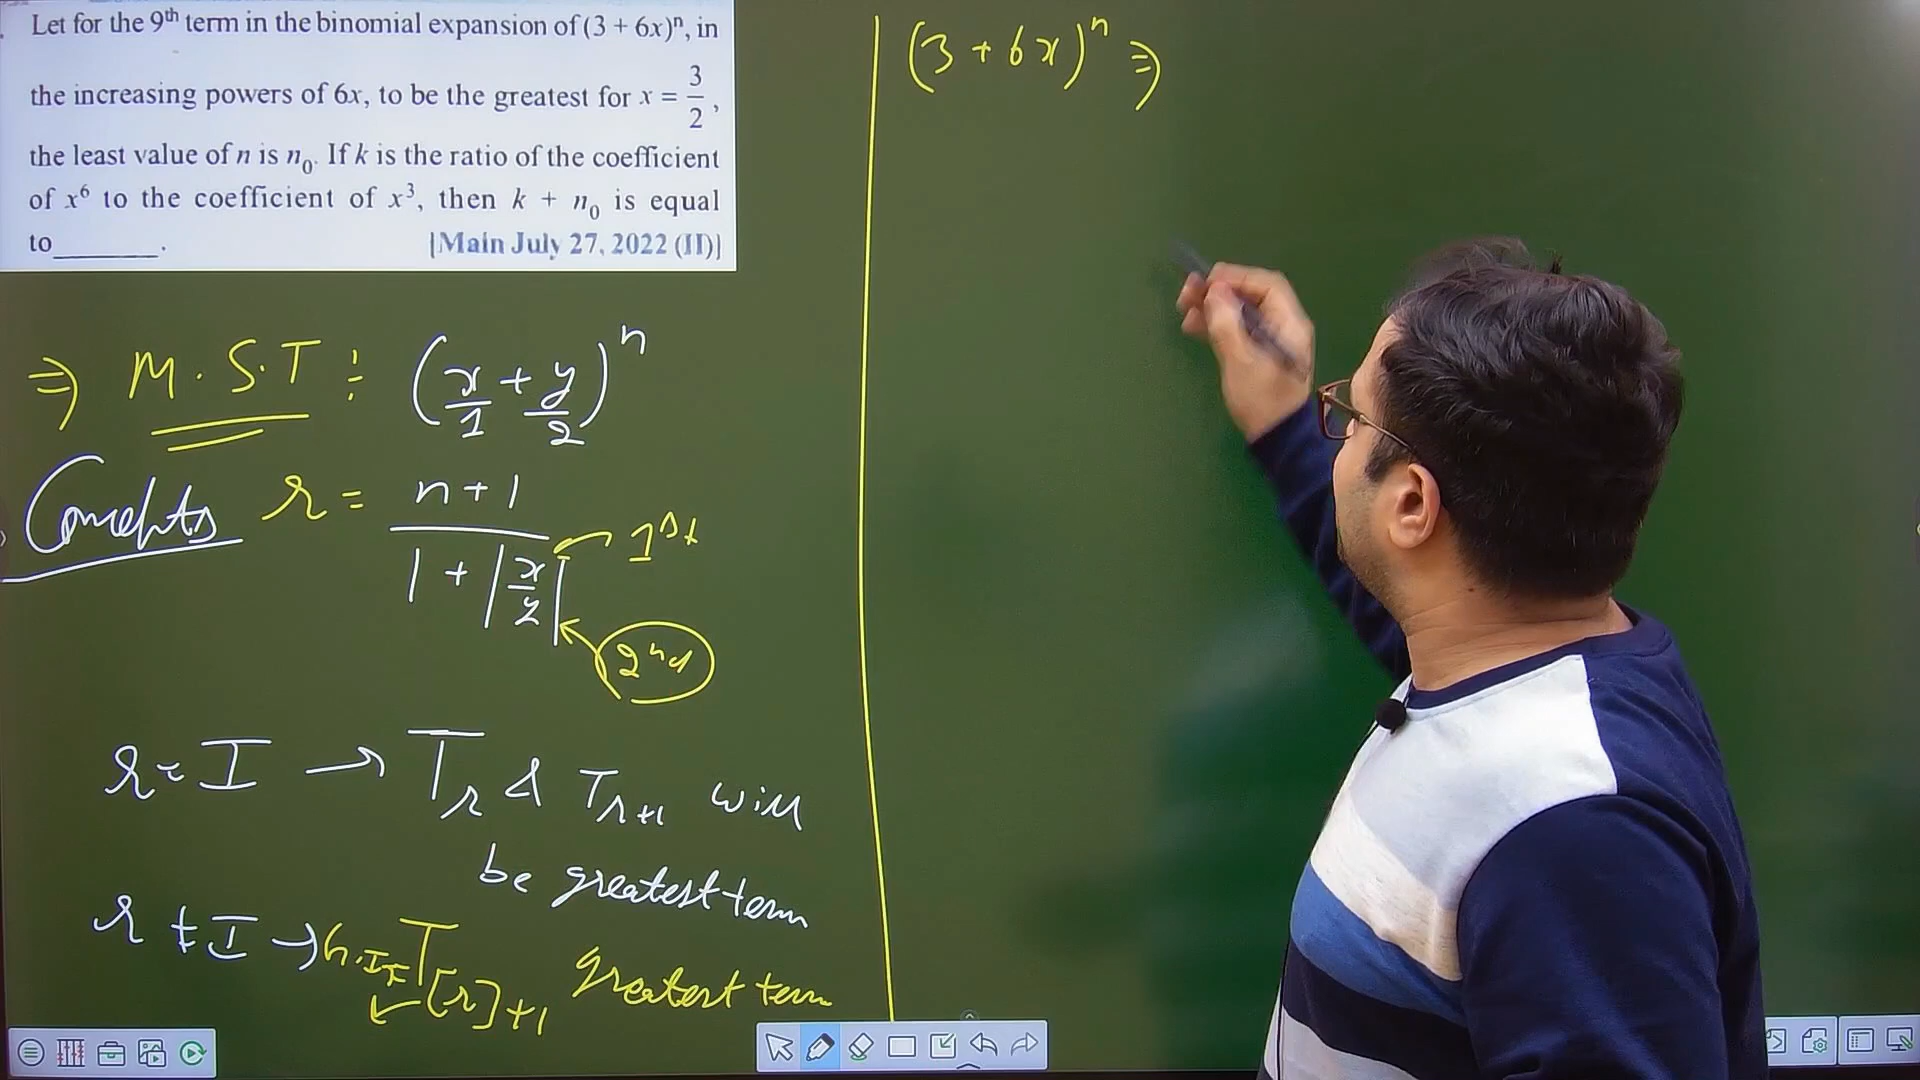 Let for the 9th term in the binomial expansion of (3 + 6x)ⁿ, in
the increasing powers of 6x, to be the greatest for x = 3/2,
the least value of n is n₀. If k is the ratio of the coefficient
of x⁶ to the coefficient of x³, then k + n₀ is equal
to________. [Main July 27, 2022 (II)]
⇒ M.S.T : (x/1 + y/2)ⁿ
Concepts r = (n+1)/(1+|x/y|) 1st
2nd
r = I → Tr & Tr+1 will
be greatest term
r ≠ I → G.I.F T[r]+1 greatest term
(3+6x)ⁿ ⇒